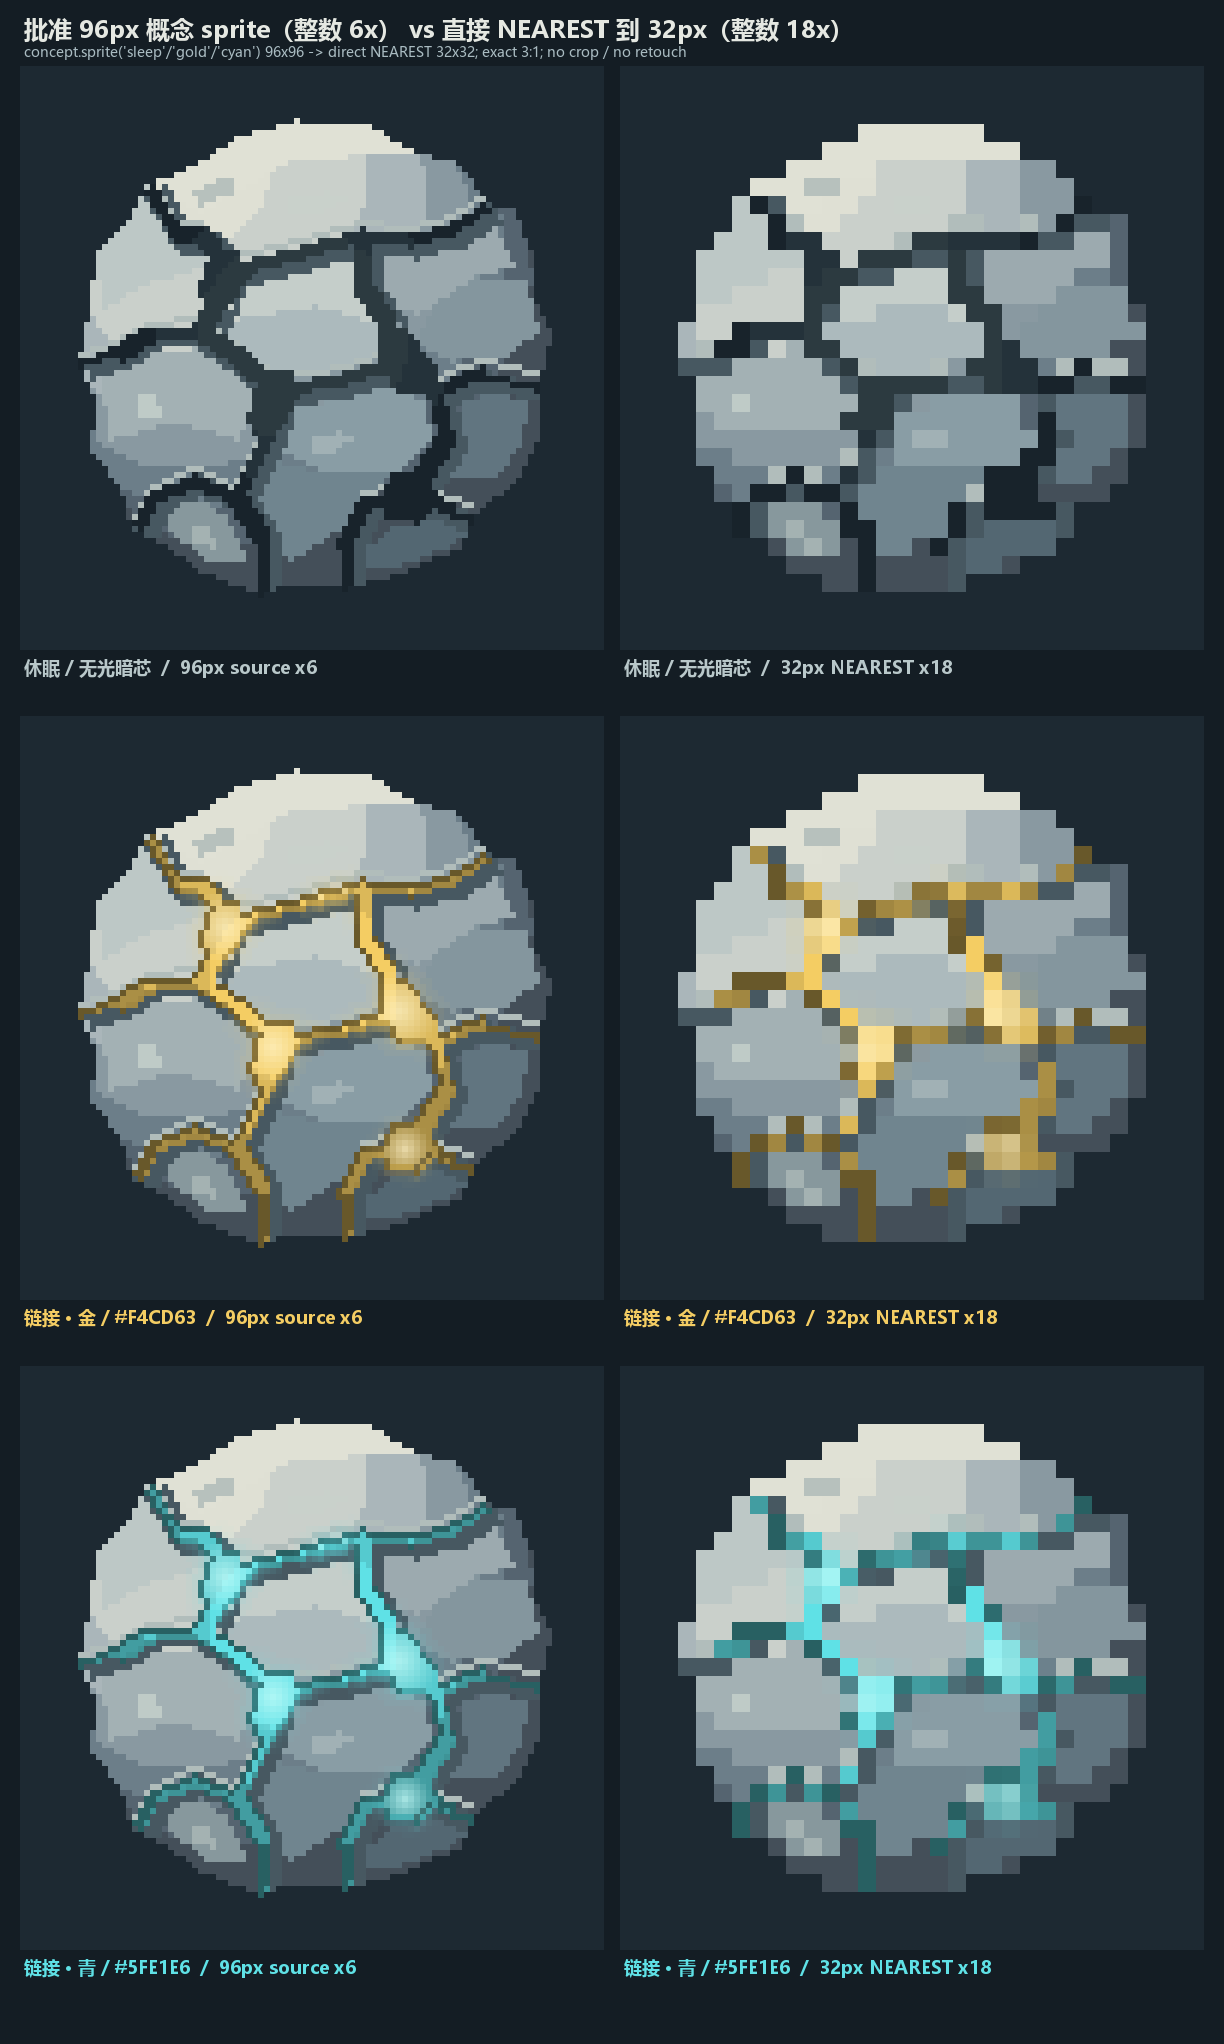 批准 96px 概念 sprite（整数 6x） vs 直接 NEAREST 到 32px（整数 18x）
concept.sprite('sleep'/'gold'/'cyan') 96x96 -> direct NEAREST 32x32; exact 3:1; no crop / no retouch
休眠 / 无光暗芯 / 96px source x6
休眠 / 无光暗芯 / 32px NEAREST x18
链接 • 金 / #F4CD63 / 96px source x6
链接 • 金 / #F4CD63 / 32px NEAREST x18
链接 • 青 / #5FE1E6 / 96px source x6
链接 • 青 / #5FE1E6 / 32px NEAREST x18